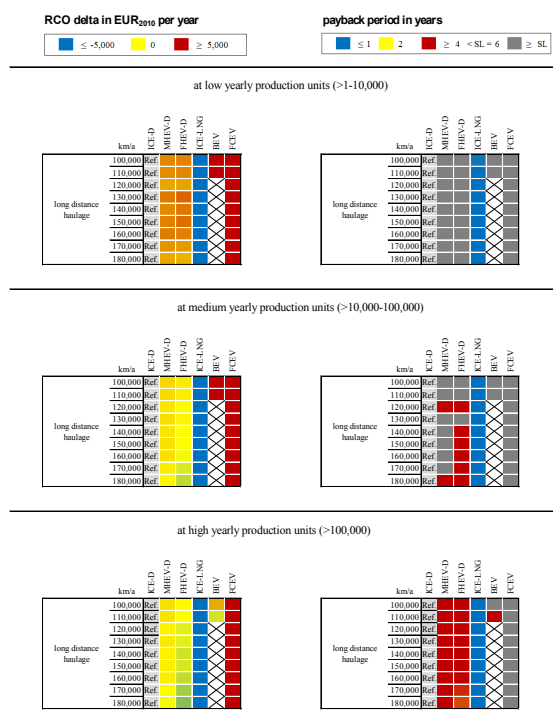 RCO delta in EUR2010 per year payback period in years
≤ -5,000 0 ≥ 5,000 ≤ 1 2 ≥ 4 < SL = 6 ≥ SL
at low yearly production units (>1-10,000)
km/a ICE-D MHEV-D FHEV-D ICE-LNG BEV FCEV km/a ICE-D MHEV-D FHEV-D ICE-LNG BEV FCEV
100,000 Ref. 100,000 Ref.
110,000 Ref. 110,000 Ref.
120,000 Ref. 120,000 Ref.
130,000 Ref. 130,000 Ref.
long distance haulage 140,000 Ref. long distance haulage 140,000 Ref.
150,000 Ref. 150,000 Ref.
160,000 Ref. 160,000 Ref.
170,000 Ref. 170,000 Ref.
180,000 Ref. 180,000 Ref.
at medium yearly production units (>10,000-100,000)
km/a ICE-D MHEV-D FHEV-D ICE-LNG BEV FCEV km/a ICE-D MHEV-D FHEV-D ICE-LNG BEV FCEV
100,000 Ref. 100,000 Ref.
110,000 Ref. 110,000 Ref.
120,000 Ref. 120,000 Ref.
130,000 Ref. 130,000 Ref.
long distance haulage 140,000 Ref. long distance haulage 140,000 Ref.
150,000 Ref. 150,000 Ref.
160,000 Ref. 160,000 Ref.
170,000 Ref. 170,000 Ref.
180,000 Ref. 180,000 Ref.
at high yearly production units (>100,000)
km/a ICE-D MHEV-D FHEV-D ICE-LNG BEV FCEV km/a ICE-D MHEV-D FHEV-D ICE-LNG BEV FCEV
100,000 Ref. 100,000 Ref.
110,000 Ref. 110,000 Ref.
120,000 Ref. 120,000 Ref.
130,000 Ref. 130,000 Ref.
long distance haulage 140,000 Ref. long distance haulage 140,000 Ref.
150,000 Ref. 150,000 Ref.
160,000 Ref. 160,000 Ref.
170,000 Ref. 170,000 Ref.
180,000 Ref. 180,000 Ref.